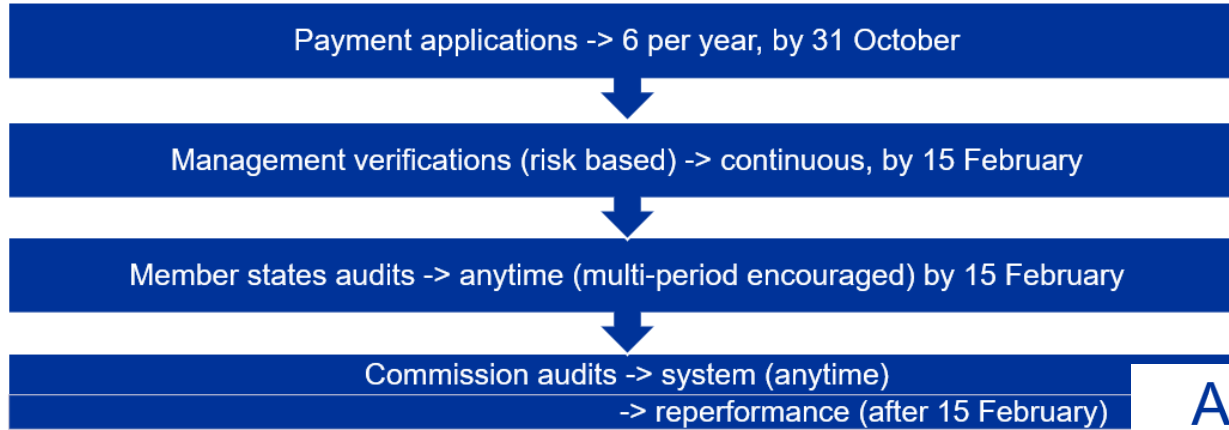 Payment applications -> 6 per year, by 31 October
Management verifications (risk based) -> continuous, by 15 February
Member states audits -> anytime (multi-period encouraged) by 15 February
Commission audits -> system (anytime)
-> reperformance (after 15 February)
A